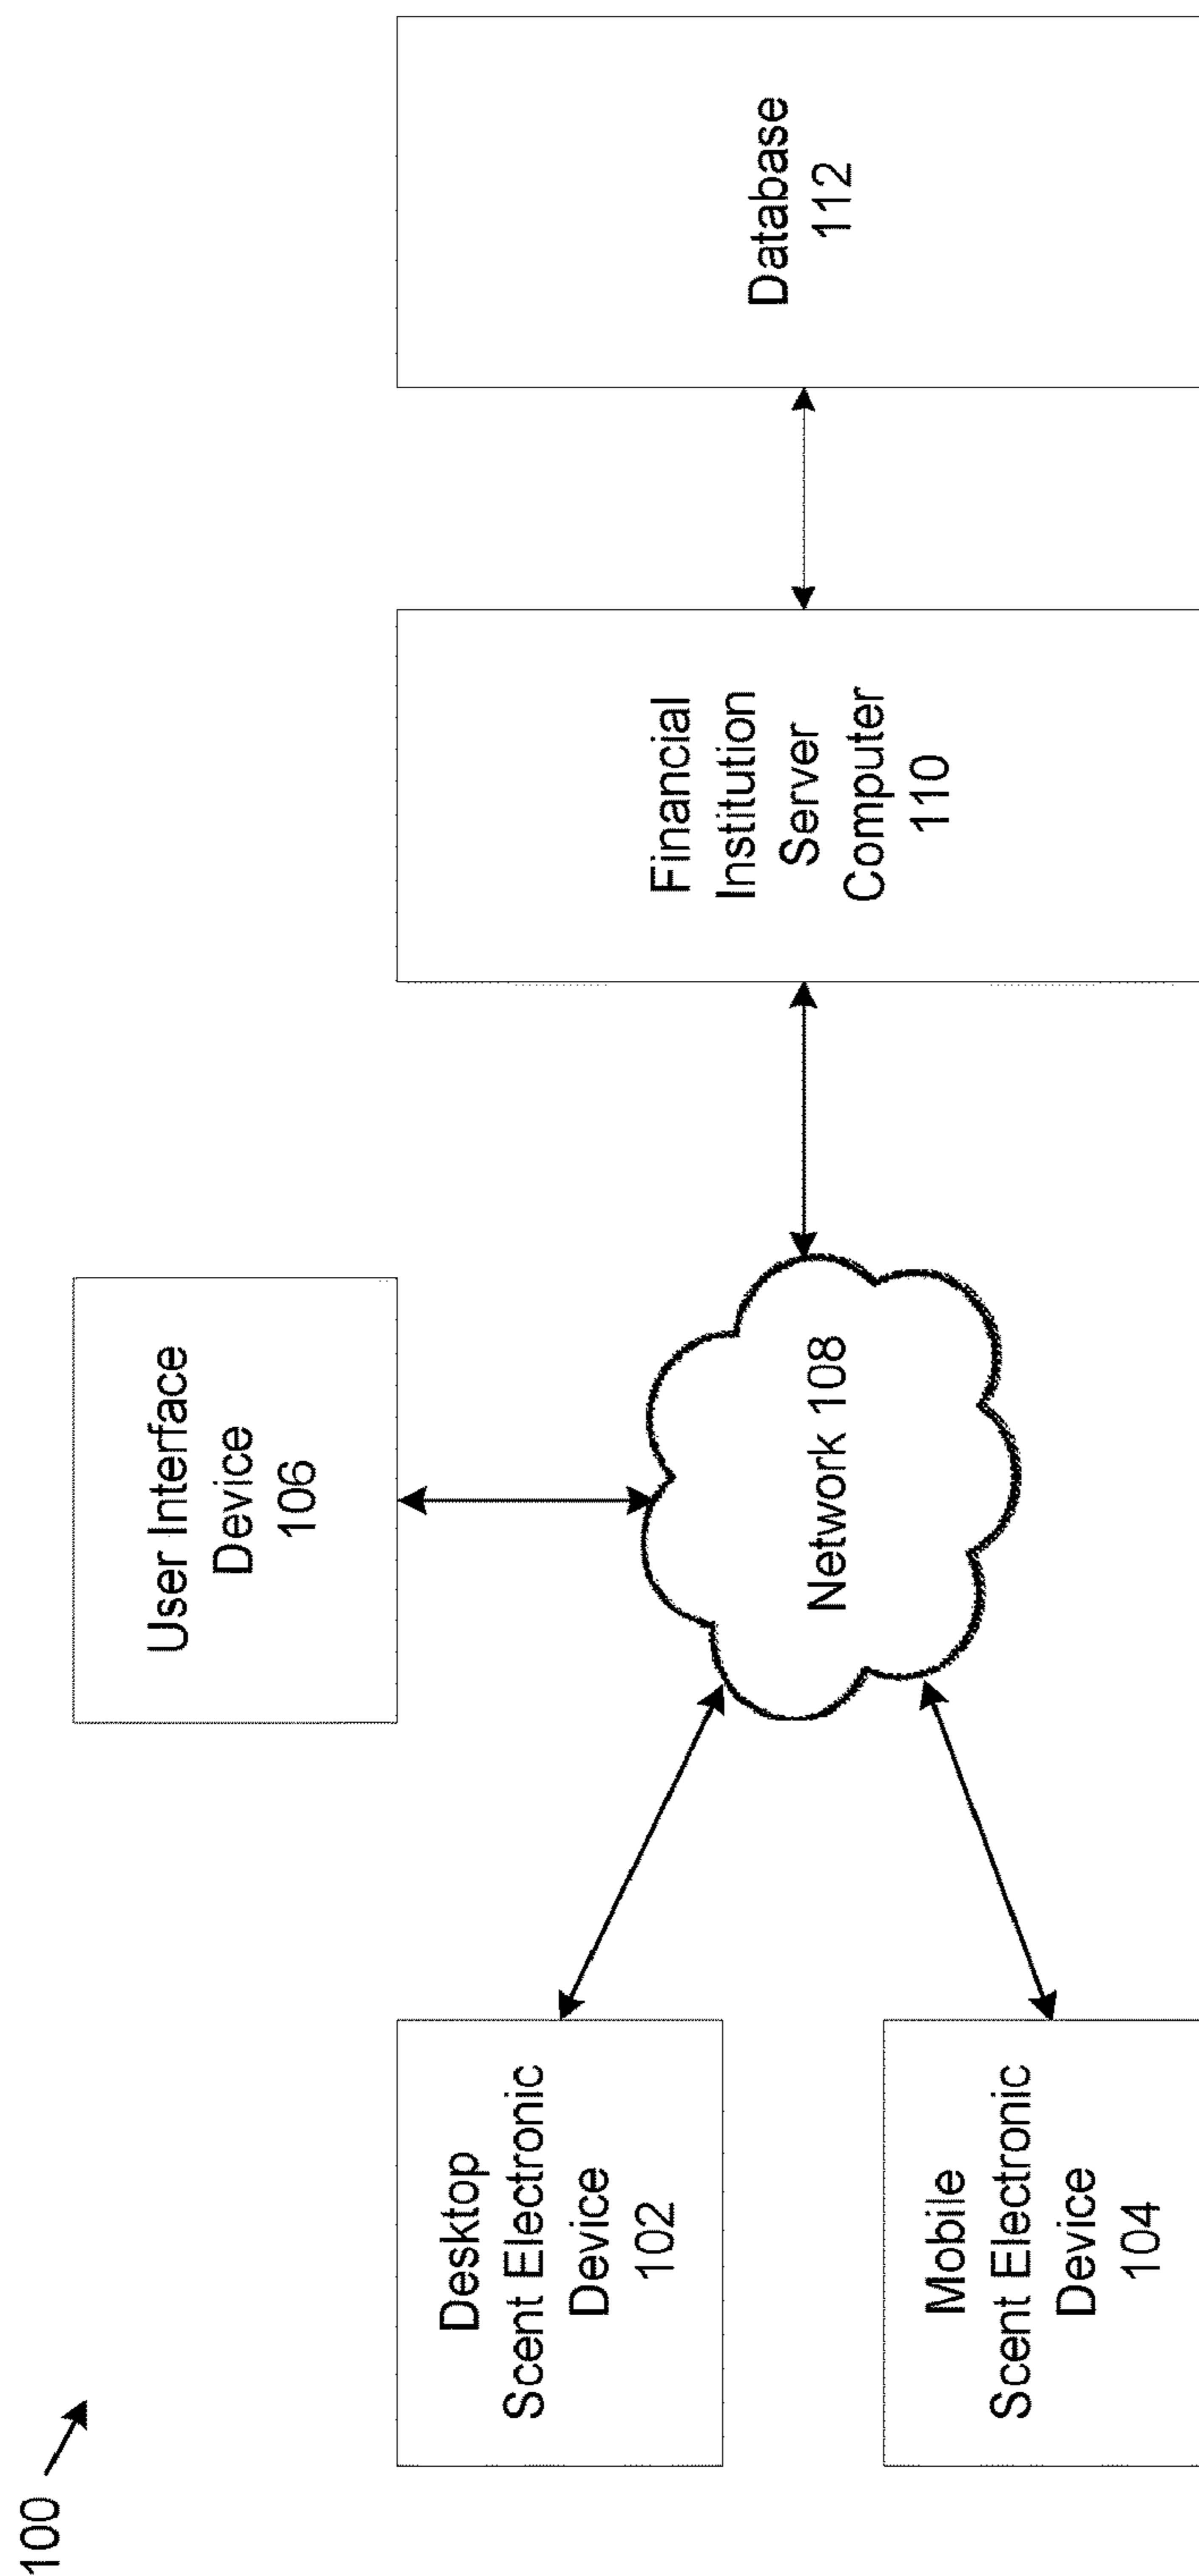 100
User Interface
Device
106
Desktop
Scent Electronic
Device
102
Mobile
Scent Electronic
Device
104
Network 108
Financial
Institution
Server
Computer
110
Database
112